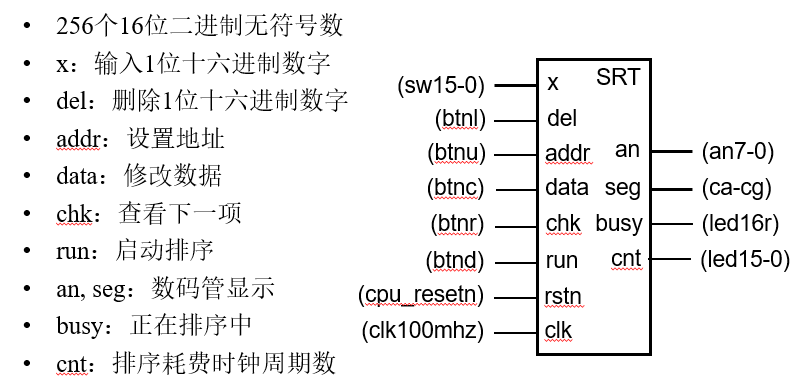 256个16位二进制无符号数
x：输入1位十六进制数字
del：删除1位十六进制数字
addr：设置地址
data：修改数据
chk：查看下一项
run：启动排序
an, seg：数码管显示
busy：正在排序中
cnt：排序耗费时钟周期数
(sw15-0) x SRT
(btnl) del
(btnu) addr an (an7-0)
(btnc) data seg (ca-cg)
(btnr) chk busy (led16r)
(btnd) run cnt (led15-0)
(cpu_resetn) rstn
(clk100mhz) clk